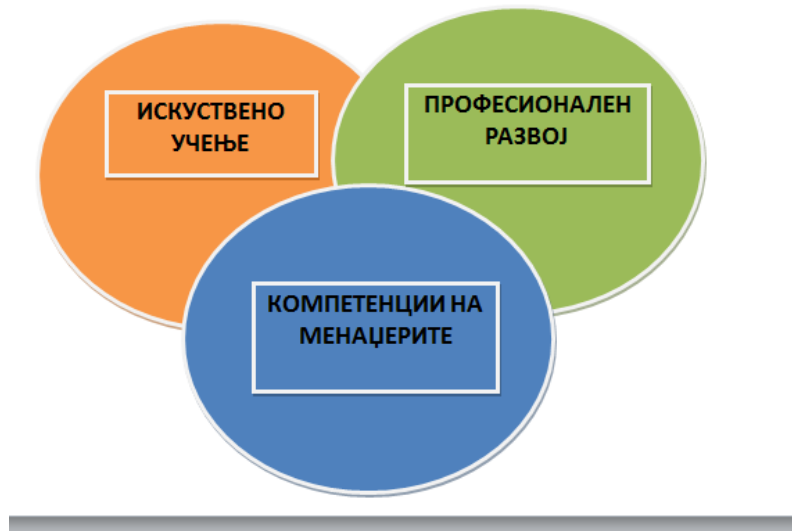 ИСКУСТВЕНО
УЧЕЊЕ
ПРОФЕСИОНАЛЕН
РАЗВОЈ
КОМПЕТЕНЦИИ НА
МЕНАЏЕРИТЕ